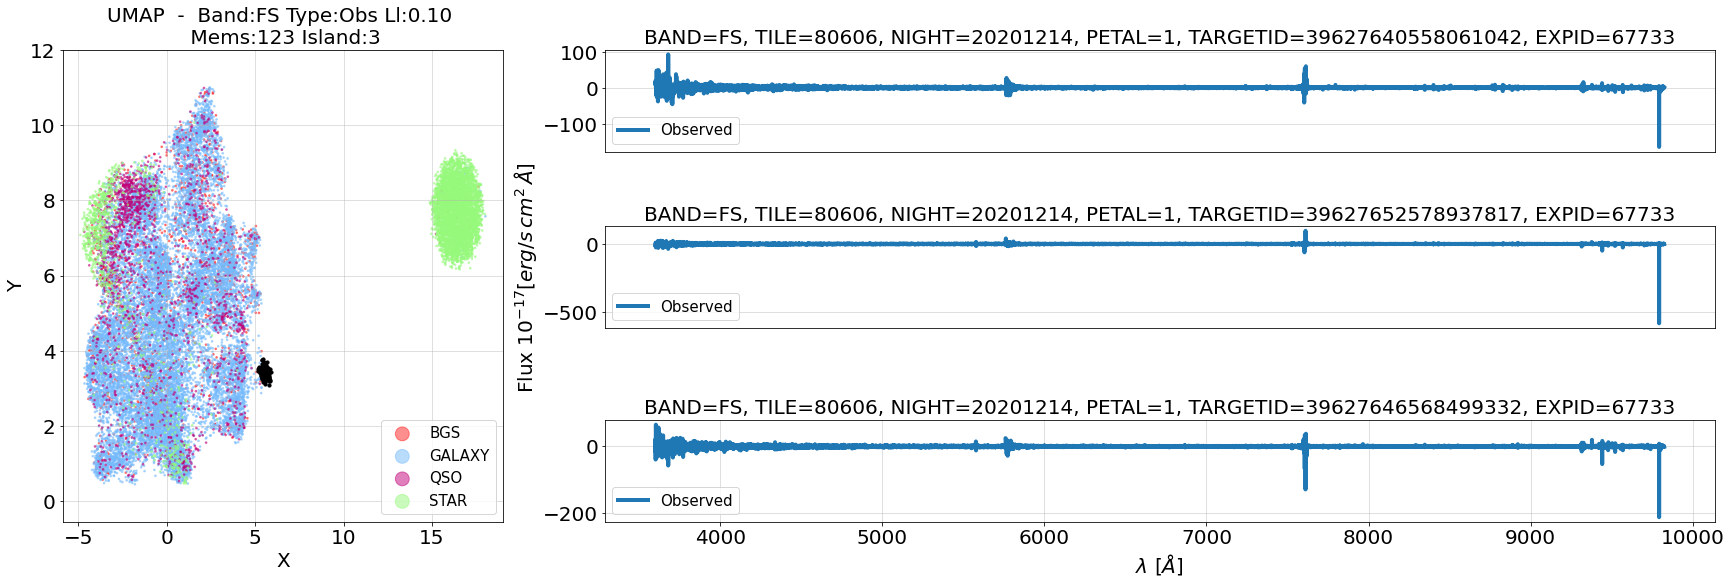 UMAP  -  Band:FS Type:Obs Ll:0.10
Mems:123 Island:3
12
10
8
6
4
2
0
Y
−5
0
5
10
15
X
BGS
GALAXY
QSO
STAR
Flux 10⁻¹⁷[erg/s cm² Å]
BAND=FS, TILE=80606, NIGHT=20201214, PETAL=1, TARGETID=39627640558061042, EXPID=67733
100
0
−100
Observed
BAND=FS, TILE=80606, NIGHT=20201214, PETAL=1, TARGETID=39627652578937817, EXPID=67733
0
−500
Observed
BAND=FS, TILE=80606, NIGHT=20201214, PETAL=1, TARGETID=39627646568499332, EXPID=67733
0
−200
Observed
4000
5000
6000
7000
8000
9000
10000
λ [Å]